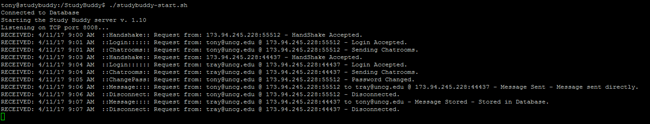 tony@studybuddy:/StudyBuddy$ ./studybuddy-start.sh
Connected to Database
Starting the Study Buddy server v. 1.10
Listening on TCP port 8008...
RECEIVED: 4/11/17 9:00 AM ::Handshake:: Request from: 173.94.245.228:55512 - HandShake Accepted.
RECEIVED: 4/11/17 9:01 AM ::Login:::::: Request from: tony@uncg.edu @ 173.94.245.228:55512 - Login Accepted.
RECEIVED: 4/11/17 9:01 AM ::Chatrooms:: Request from: tony@uncg.edu @ 173.94.245.228:55512 - Sending Chatrooms.
RECEIVED: 4/11/17 9:03 AM ::Handshake:: Request from: 173.94.245.228:44437 - HandShake Accepted.
RECEIVED: 4/11/17 9:04 AM ::Login:::::: Request from: tray@uncg.edu @ 173.94.245.228:44437 - Login Accepted.
RECEIVED: 4/11/17 9:04 AM ::Chatrooms:: Request from: tray@uncg.edu @ 173.94.245.228:44437 - Sending Chatrooms.
RECEIVED: 4/11/17 9:05 AM ::ChangePass: Request from: tony@uncg.edu @ 173.94.245.228:55512 - Password Changed.
RECEIVED: 4/11/17 9:06 AM ::Message:::: Request from: tony@uncg.edu @ 173.94.245.228:55512 to tray@uncg.edu @ 173.94.245.228:44437 - Message Sent - Message sent directly.
RECEIVED: 4/11/17 9:06 AM ::Disconnect: Request from: tony@uncg.edu @ 173.94.245.228:55512 - Disconnected.
RECEIVED: 4/11/17 9:07 AM ::Message:::: Request from: tray@uncg.edu @ 173.94.245.228:44437 to tony@uncg.edu - Message Stored - Stored in Database.
RECEIVED: 4/11/17 9:07 AM ::Disconnect: Request from: tray@uncg.edu @ 173.94.245.228:44437 - Disconnected.